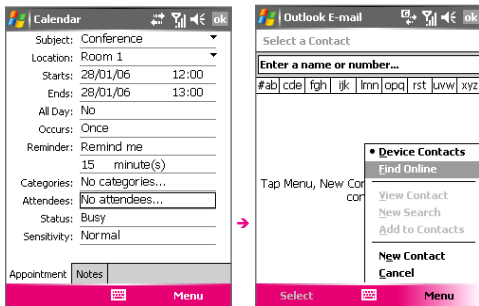 Calendar ok
Subject: Conference
Location: Room 1
Starts: 28/01/06 12:00
Ends: 28/01/06 13:00
All Day: No
Occurs: Once
Reminder: Remind me
15 minute(s)
Categories: No categories...
Attendees: No attendees...
Status: Busy
Sensitivity: Normal
Appointment Notes
Menu
Outlook E-mail ok
Select a Contact
Enter a name or number...
#ab cde fgh ijk lmn opq rst uvw xyz
Device Contacts
Find Online
Tap Menu, New Con
con
View Contact
New Search
Add to Contacts
New Contact
Cancel
Select Menu